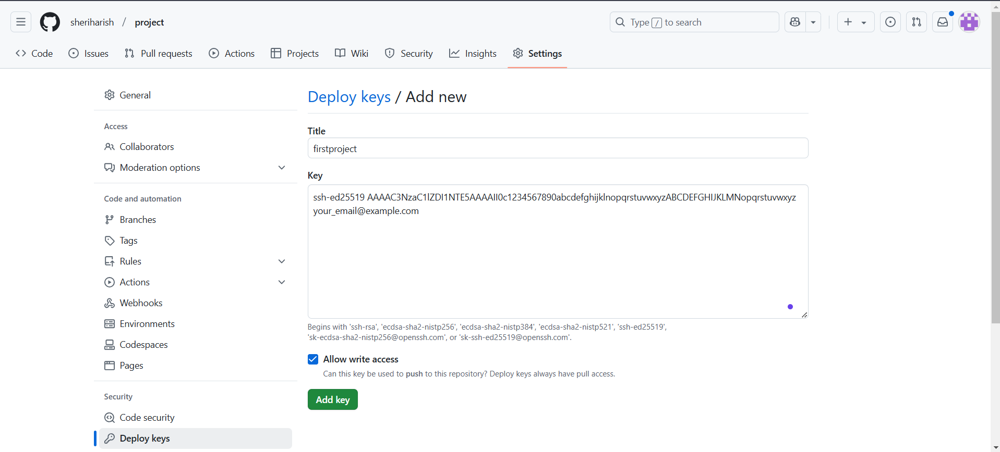 sheriharish / project
Type / to search
Code
Issues
Pull requests
Actions
Projects
Wiki
Security
Insights
Settings
General
Access
Collaborators
Moderation options
Code and automation
Branches
Tags
Rules
Actions
Webhooks
Environments
Codespaces
Pages
Security
Code security
Deploy keys
Deploy keys / Add new
Title
firstproject
Key
ssh-ed25519 AAAAC3NzaC1lZDI1NTE5AAAAII0c1234567890abcdefghijklnopqrstuvwxyzABCDEFGHIJKLMNopqrstuvwxyz
your_email@example.com
Begins with 'ssh-rsa', 'ecdsa-sha2-nistp256', 'ecdsa-sha2-nistp384', 'ecdsa-sha2-nistp521', 'ssh-ed25519',
'sk-ecdsa-sha2-nistp256@openssh.com', or 'sk-ssh-ed25519@openssh.com'.
Allow write access
Can this key be used to push to this repository? Deploy keys always have pull access.
Add key